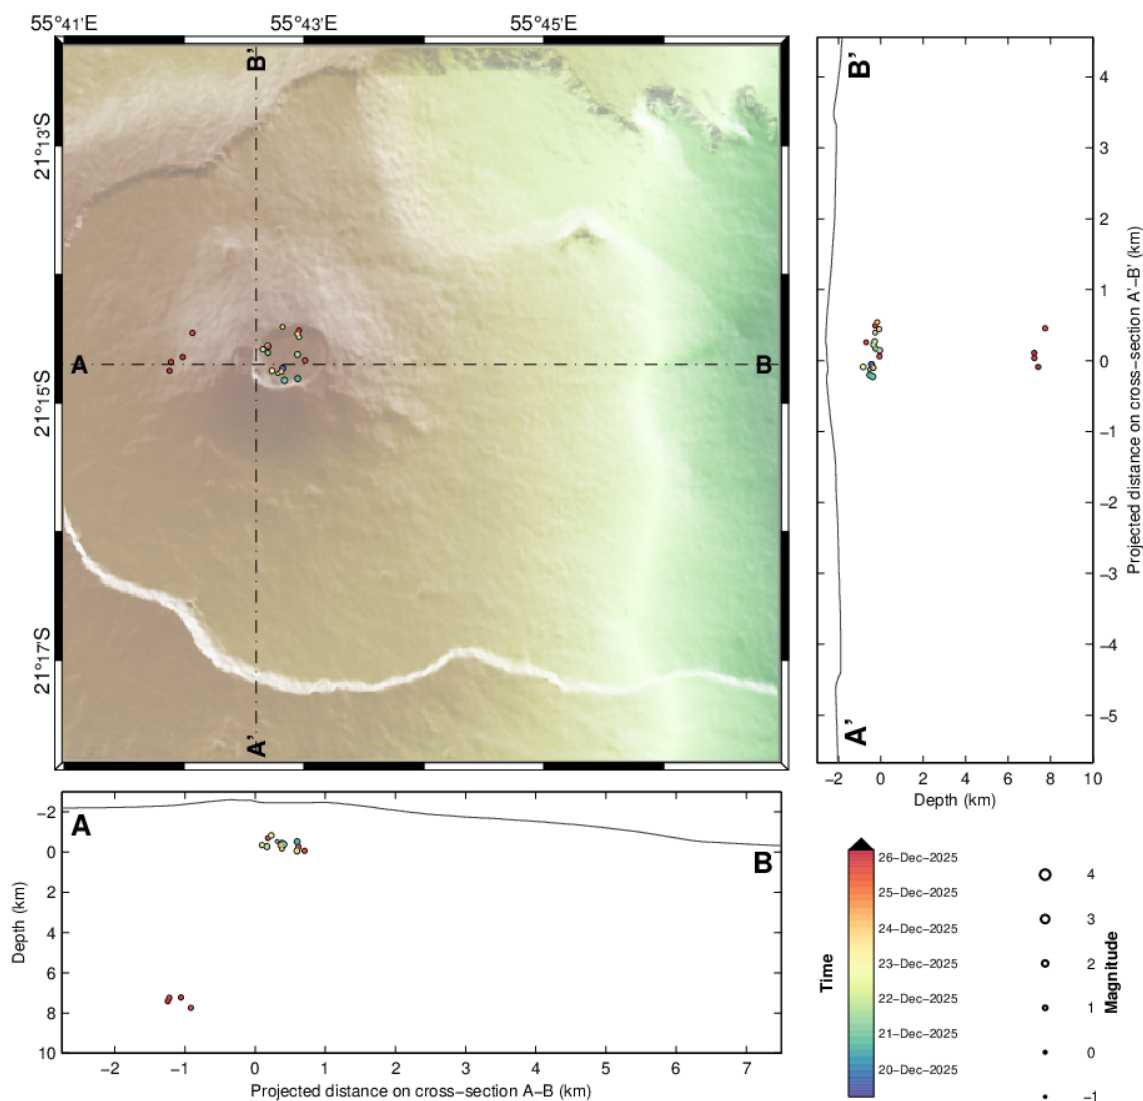 55°41'E 55°43'E 55°45'E
21°13'S
21°15'S
21°17'S
B'
A
B
A'
B'
A'
4
3
2
1
0
−1
−2
−3
−4
−5
Projected distance on cross−section A'−B' (km)
−2 0 2 4 6 8 10
Depth (km)
A
B
−2
0
2
4
6
8
10
Depth (km)
−2 −1 0 1 2 3 4 5 6 7
Projected distance on cross−section A−B (km)
Time
26−Dec−2025
25−Dec−2025
24−Dec−2025
23−Dec−2025
22−Dec−2025
21−Dec−2025
20−Dec−2025
4
3
2
1
0
−1
Magnitude